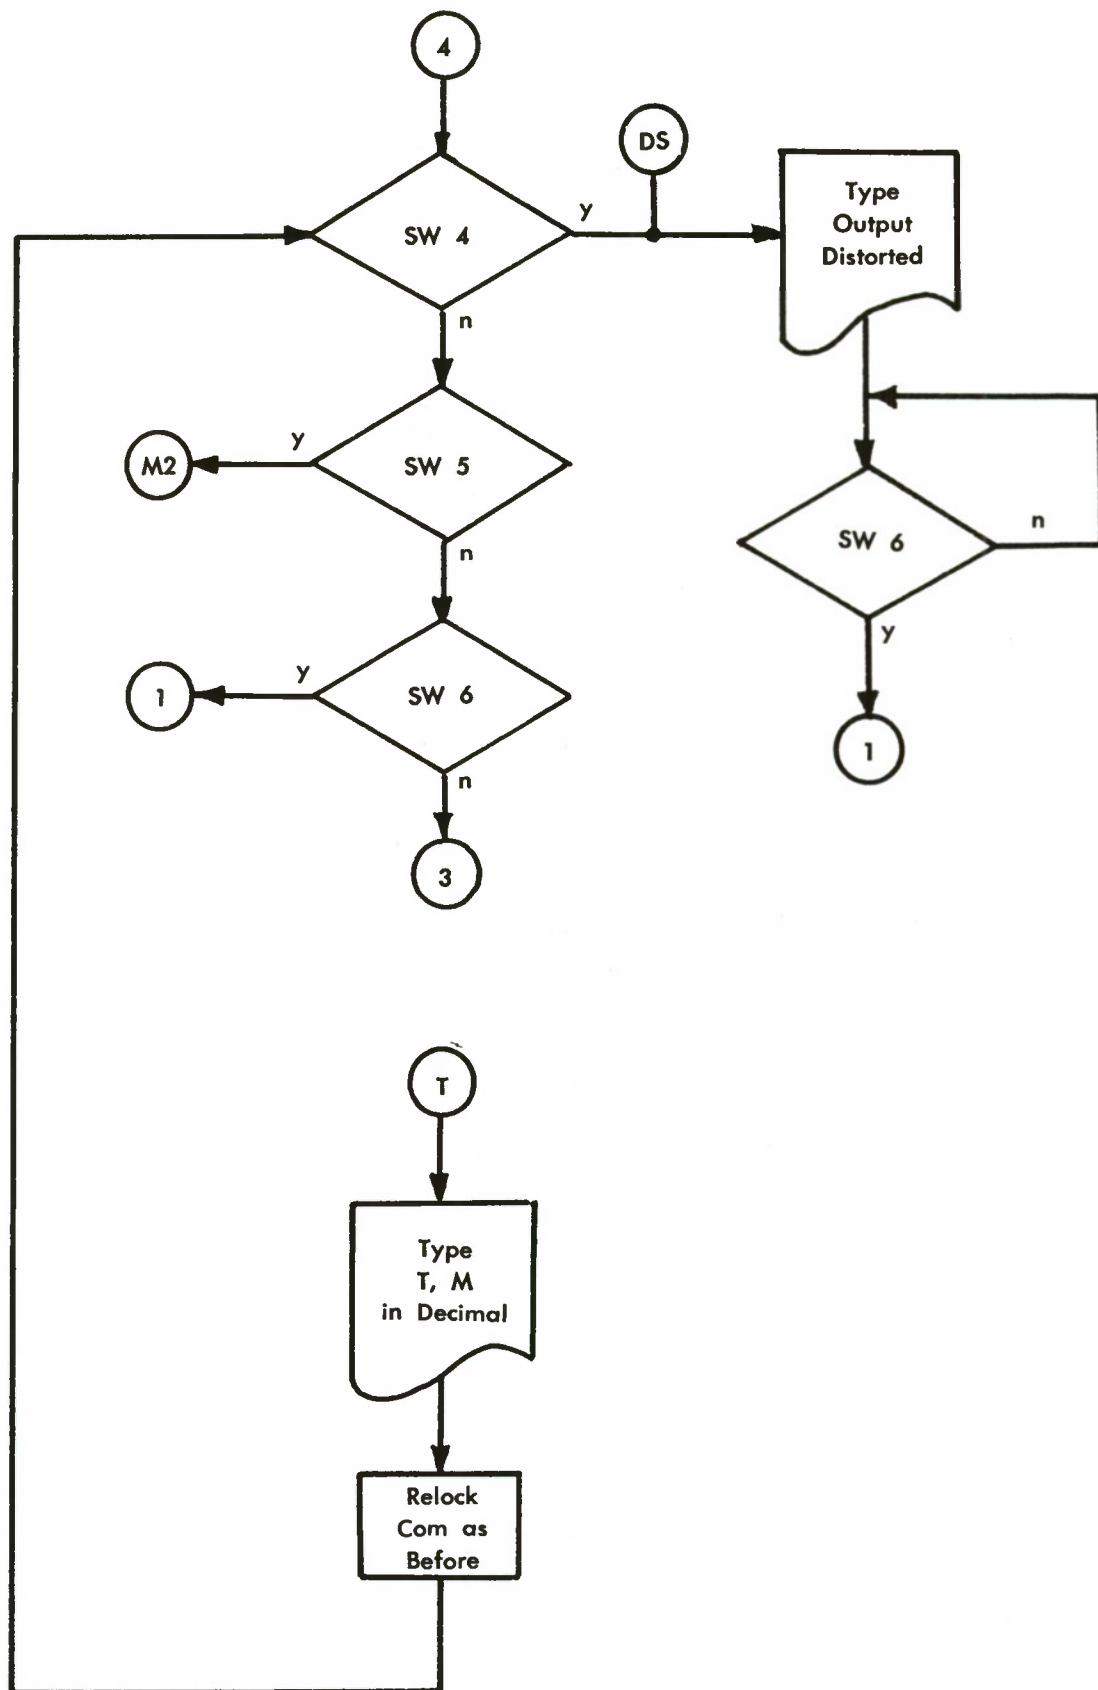 4
DS
Type
Output
Distorted
SW 4
y
n
y
M2
SW 5
n
SW 6
n
y
y
1
SW 6
1
n
3
T
Type
T, M
in Decimal
Relock
Com as
Before